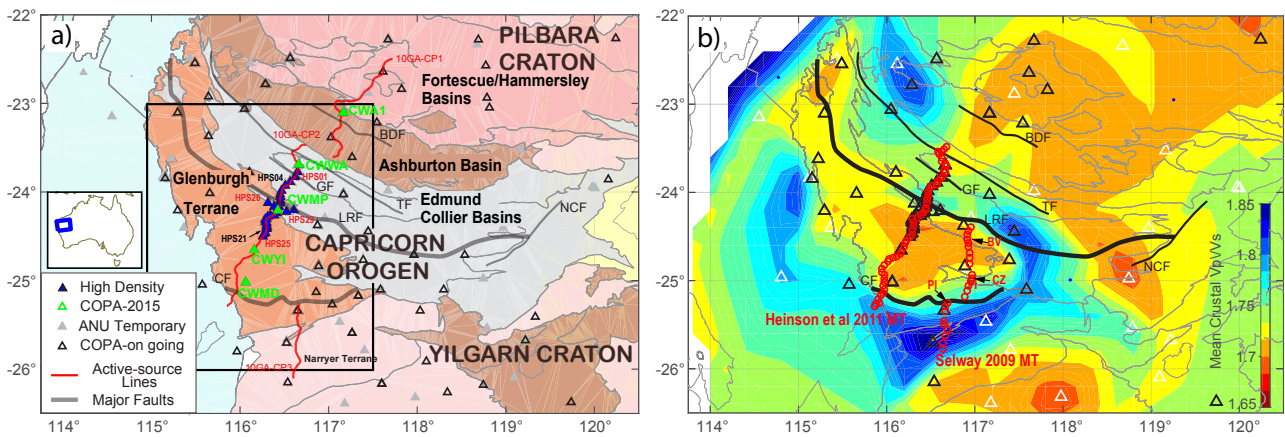 a)
-22°
-23°
-24°
-25°
-26°
114°
115°
116°
117°
118°
119°
120°
10GA-CP1
PILBARA
CRATON
Fortescue/Hammersley
Basins
CWA1
BDF
10GA-CP2
Ashburton Basin
CWWA
HPS04
HPS01
Glenburgh
Terrane
GF
TF
Edmund
Collier Basins
HPS26
CWMP
HPS29
LRF
NCF
HPS21
HPS25
CAPRICORN
OROGEN
CWYI
CF
CWMD
YILGARN CRATON
Narryer Terrane
10GA-CP3
High Density
COPA-2015
ANU Temporary
COPA-on going
Active-source
Lines
Major Faults
b)
-22°
-23°
-24°
-25°
-26°
114°
115°
116°
117°
118°
119°
120°
BDF
GF
TF
LRF
BV
NCF
CF
CZ
PI
Heinson et al 2011 MT
Selway 2009 MT
Mean Crustal Vp/Vs
1.85
1.8
1.75
1.7
1.65